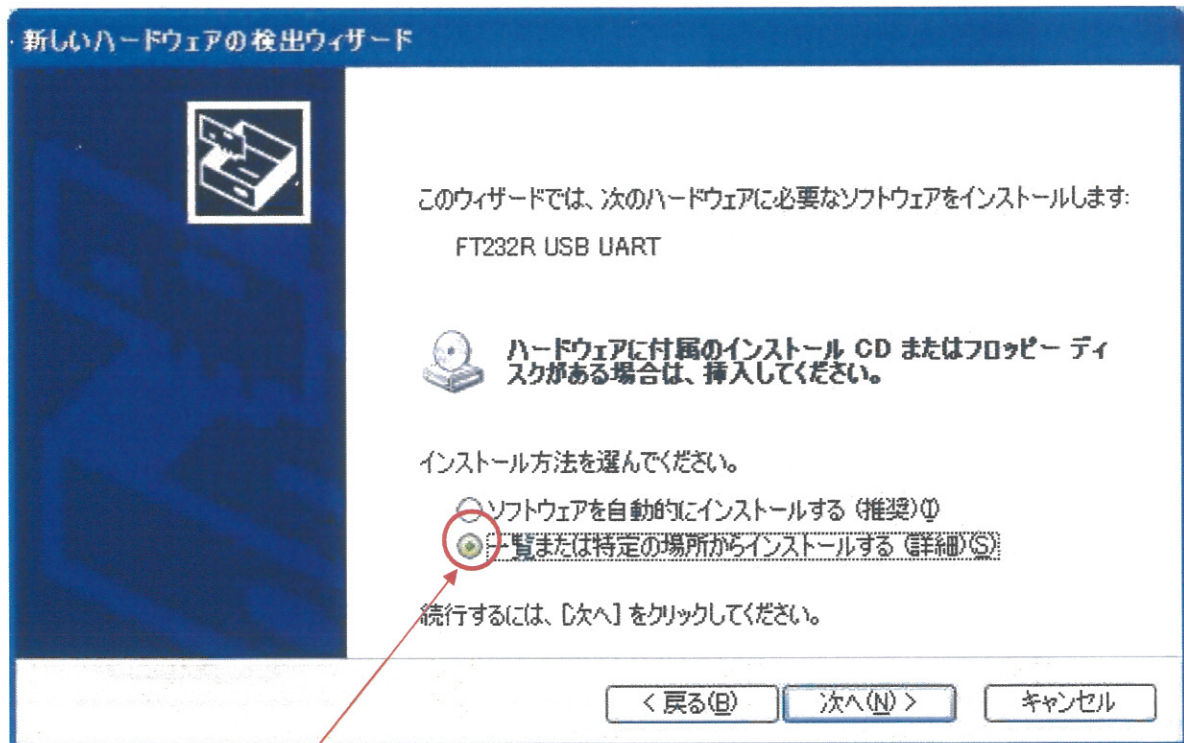 新しいハードウェアの検出ウィザード
このウィザードでは、次のハードウェアに必要なソフトウェアをインストールします:
FT232R USB UART
ハードウェアに付属のインストール CD またはフロッピー ディ
スクがある場合は、挿入してください。
インストール方法を選んでください。
ソフトウェアを自動的にインストールする (推奨)(I)
一覧または特定の場所からインストールする (詳細)(S)
続行するには、[次へ] をクリックしてください。
< 戻る(B)
次へ(N) >
キャンセル